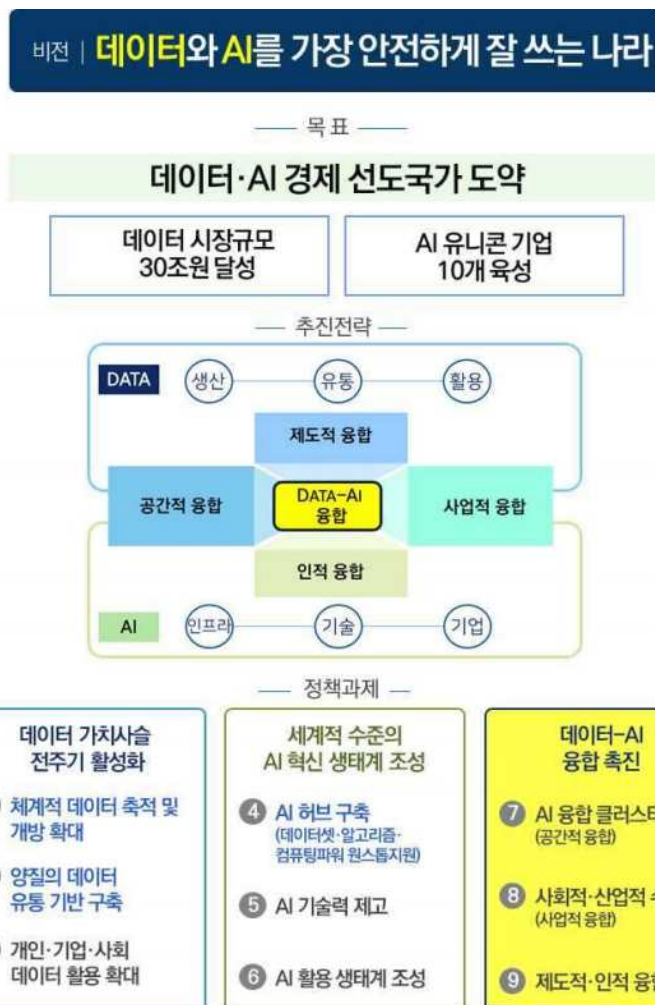 비전 | 데이터와 AI를 가장 안전하게 잘 쓰는 나라
목표
데이터·AI 경제 선도국가 도약
데이터 시장규모
30조원 달성
AI 유니콘 기업
10개 육성
추진전략
DATA 생산 유통 활용
제도적 융합
공간적 융합
DATA-AI
융합
사업적 융합
인적 융합
AI 인프라 기술 기업
정책과제
데이터 가치사슬
전주기 활성화
체계적 데이터 축적 및
개방 확대
양질의 데이터
유통 기반 구축
개인·기업·사회
데이터 활용 확대
세계적 수준의
AI 혁신 생태계 조성
4 AI 허브 구축
(데이터셋·알고리즘·
컴퓨팅파워 원스톱지원)
5 AI 기술력 제고
6 AI 활용 생태계 조성
데이터-AI
융합 촉진
7 AI 융합
(공간적 융합)
8 사회적·산업적
(사업적 융합)
9 제도적·인적